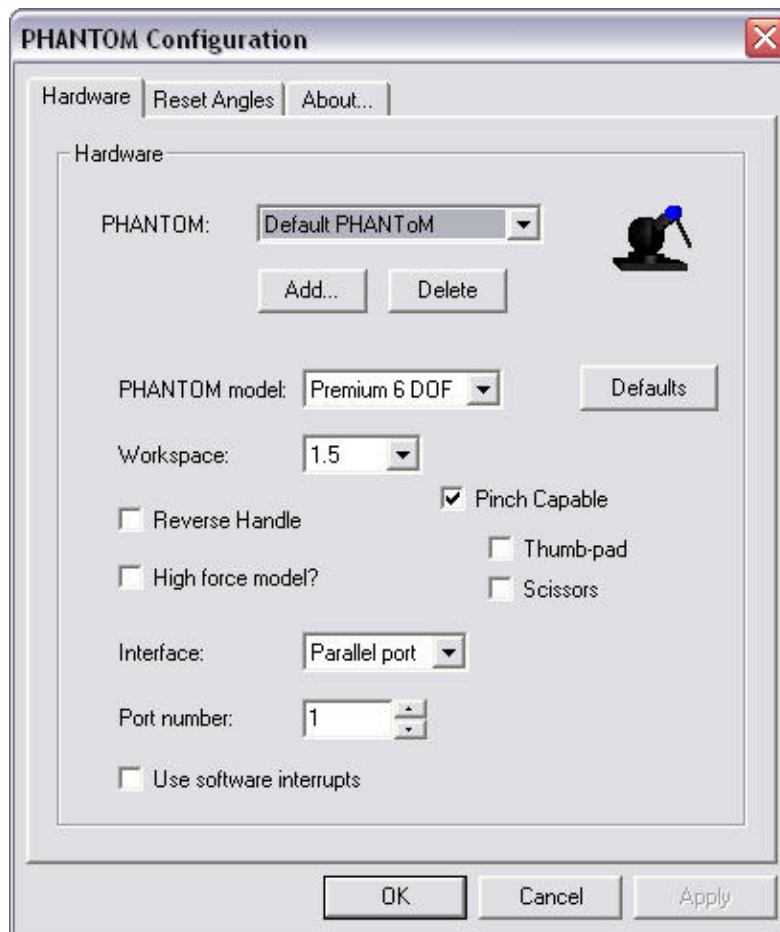 PHANTOM Configuration
Hardware Reset Angles About...
Hardware
PHANTOM: Default PHANToM
Add... Delete
PHANTOM model: Premium 6 DOF Defaults
Workspace: 1.5
Pinch Capable
Reverse Handle
Thumb-pad
High force model?
Scissors
Interface: Parallel port
Port number: 1
Use software interrupts
OK Cancel Apply